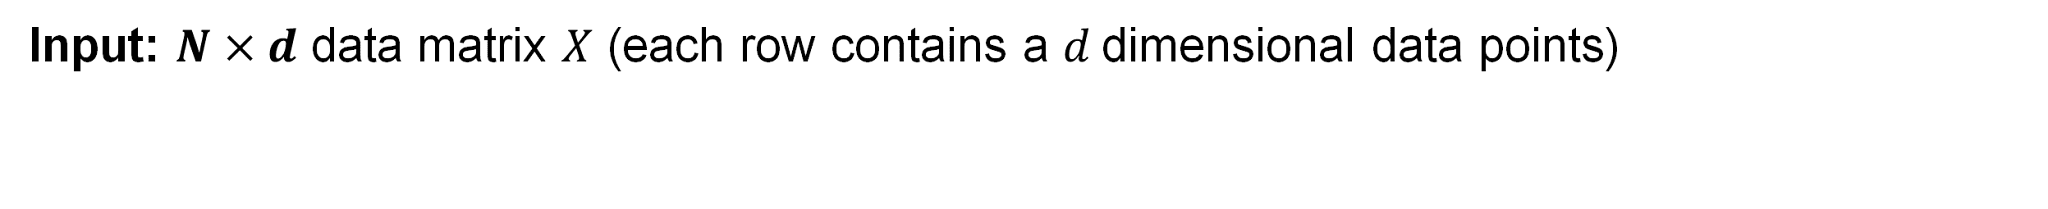 Input: N × d data matrix X (each row contains a d dimensional data points)